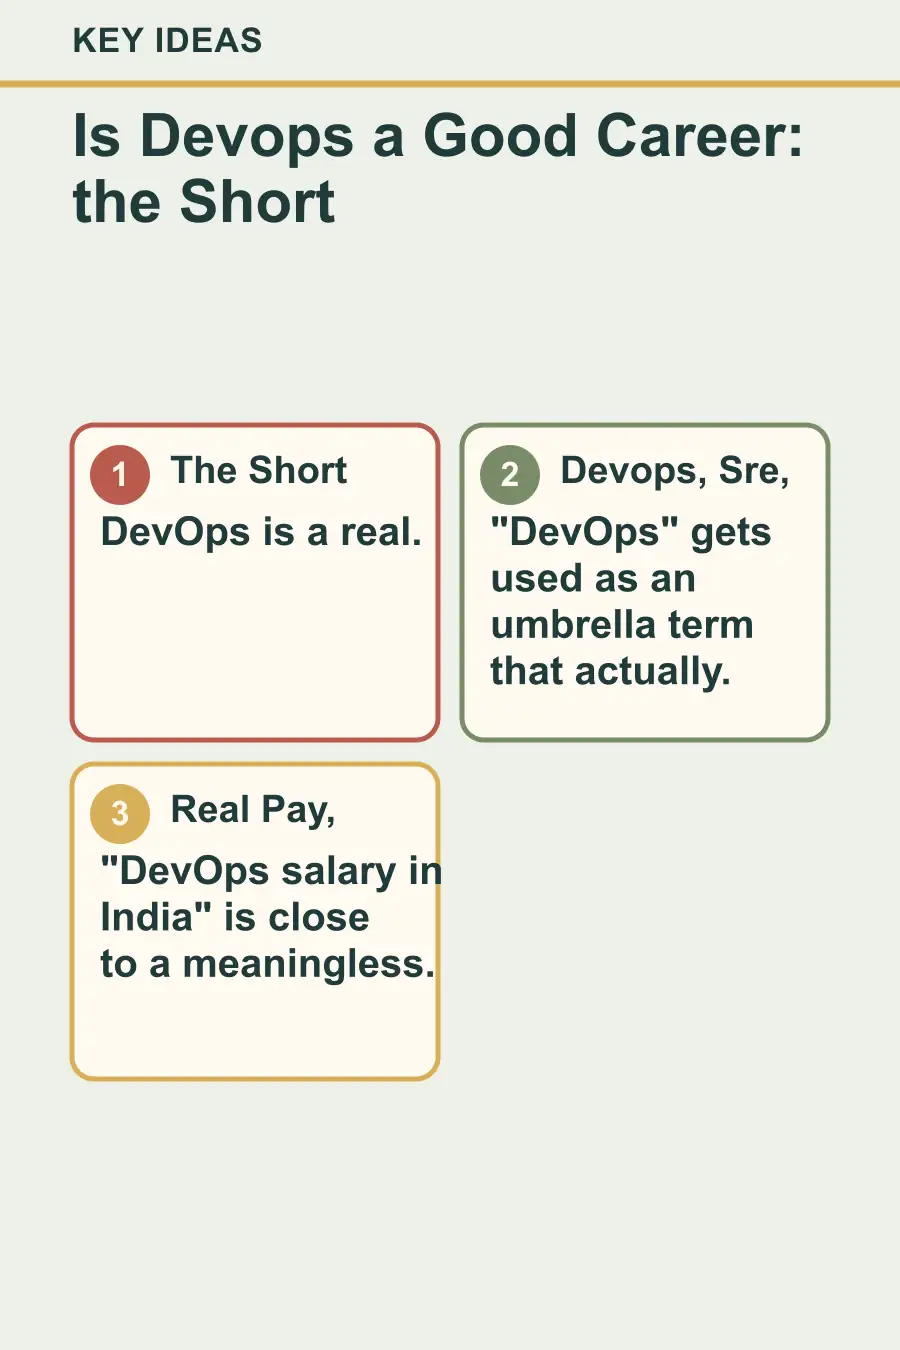 KEY IDEAS
Is Devops a Good Career:
the Short
1
The Short
DevOps is a real.
2
Devops, Sre,
"DevOps" gets
used as an
umbrella term
that actually.
3
Real Pay,
"DevOps salary in
India" is close
to a meaningless.